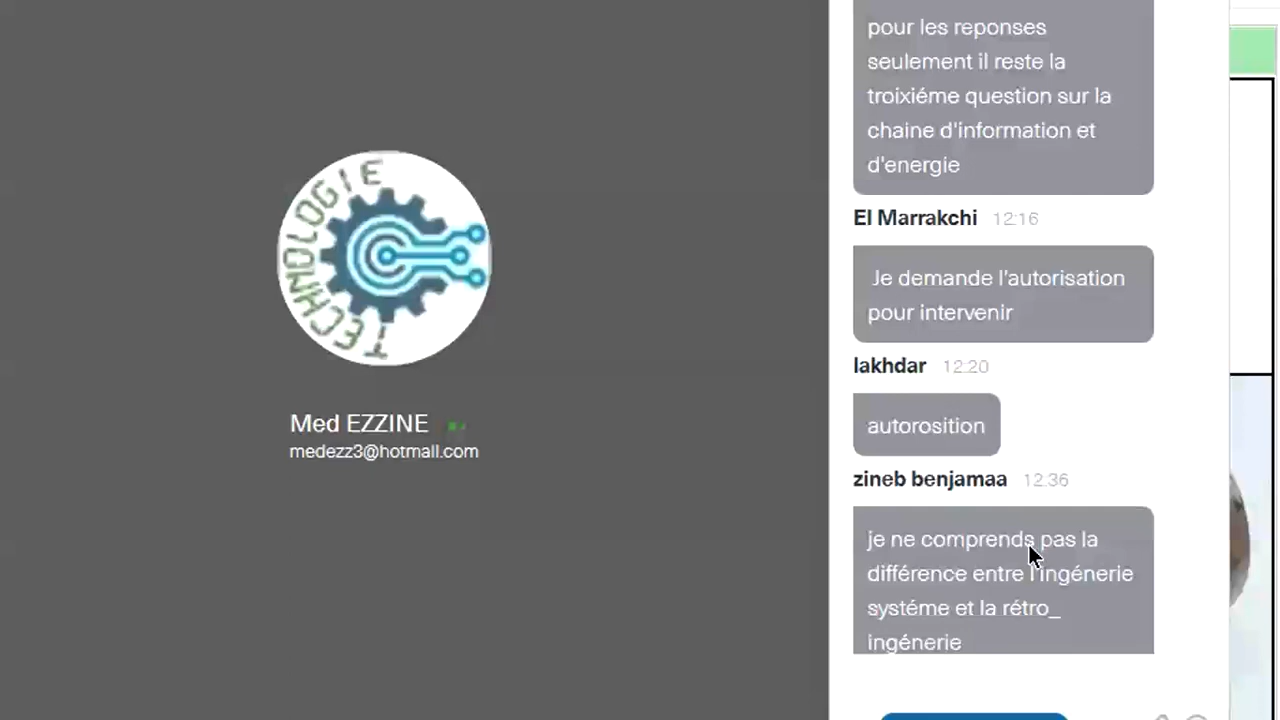 TECHNOLOGIE
Med EZZINE
medezz3@hotmail.com
pour les reponses
seulement il reste la
troixiéme question sur la
chaine d'information et
d'energie
El Marrakchi 12:16
Je demande l'autorisation
pour intervenir
lakhdar 12:20
autorosition
zineb benjamaa 12:36
je ne comprends pas la
différence entre l'ingénerie
systéme et la rétro_
ingénerie